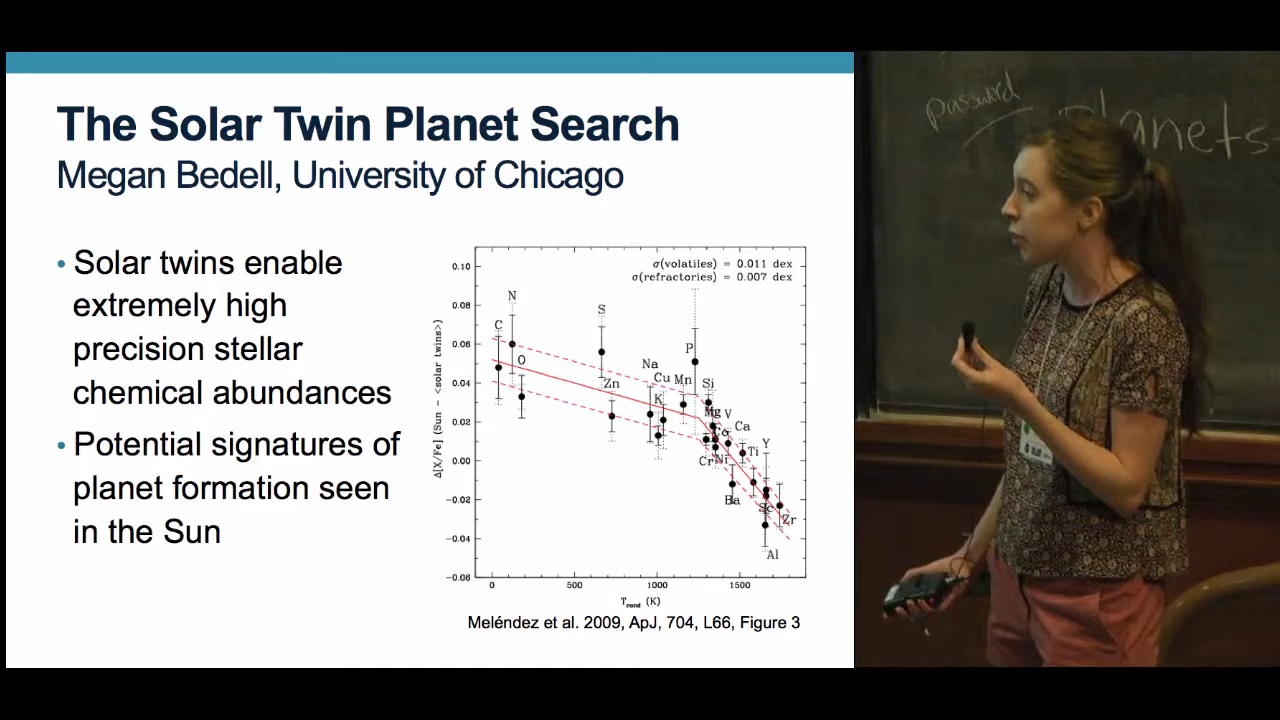 The Solar Twin Planet Search
Megan Bedell, University of Chicago
• Solar twins enable
extremely high
precision stellar
chemical abundances
• Potential signatures of
planet formation seen
in the Sun
σ(volatiles) = 0.011 dex
σ(refractories) = 0.007 dex
Δ[X/Fe] (Sun - <solar twins>)
0.10
0.08
0.06
0.04
0.02
0.00
-0.02
-0.04
-0.06
C
N
O
S
Zn
Na
K
Cu
Mn
P
Si
Mg
Co
V
Cr
Ni
Ca
Ba
Ti
Y
Sc
Al
Zr
0 500 1000 1500
Tcond (K)
Meléndez et al. 2009, ApJ, 704, L66, Figure 3
password
planets